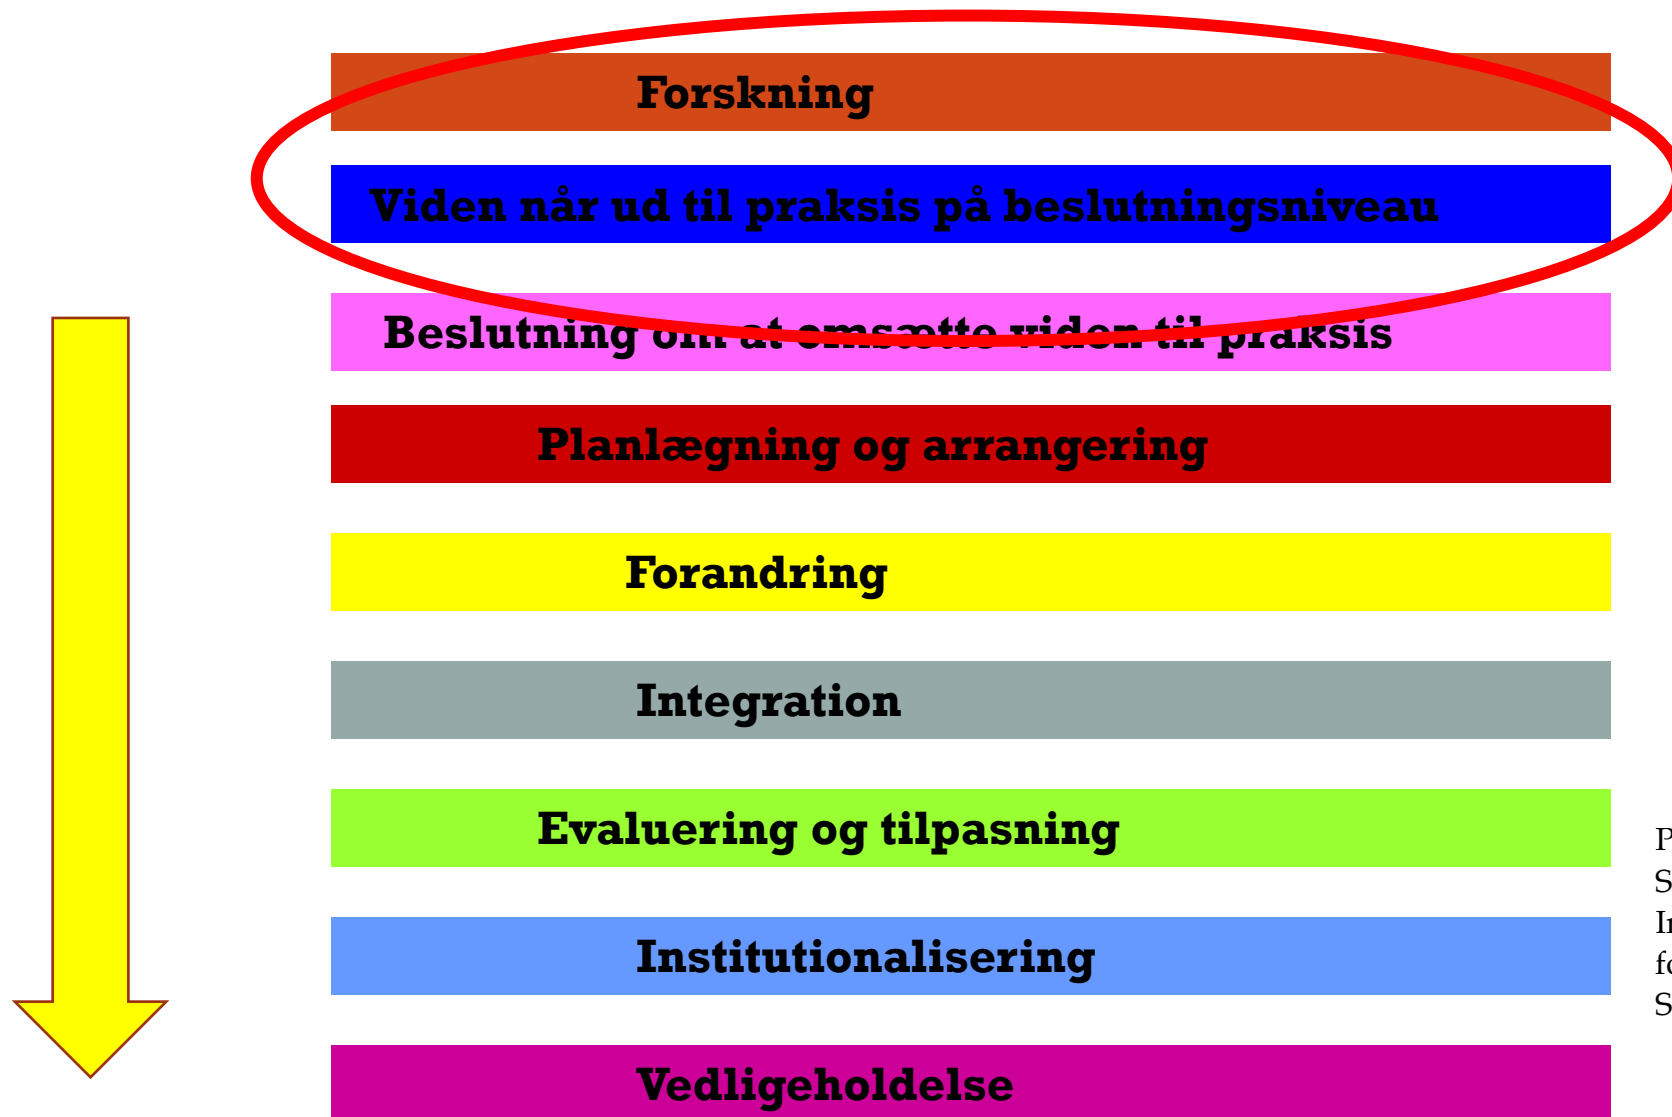 Forskning
Viden når ud til praksis på beslutningsniveau
Beslutning om at omsætte viden til praksis
Planlægning og arrangering
Forandring
Integration
Evaluering og tilpasning
Institutionalisering
Vedligeholdelse